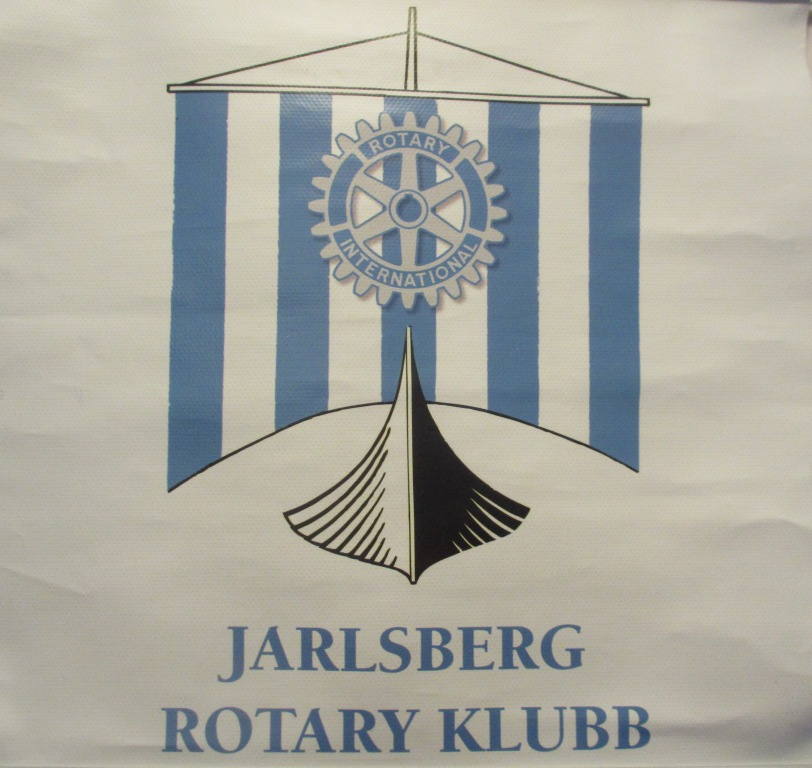 ROTARY
INTERNATIONAL
JARLSBERG
ROTARY KLUBB